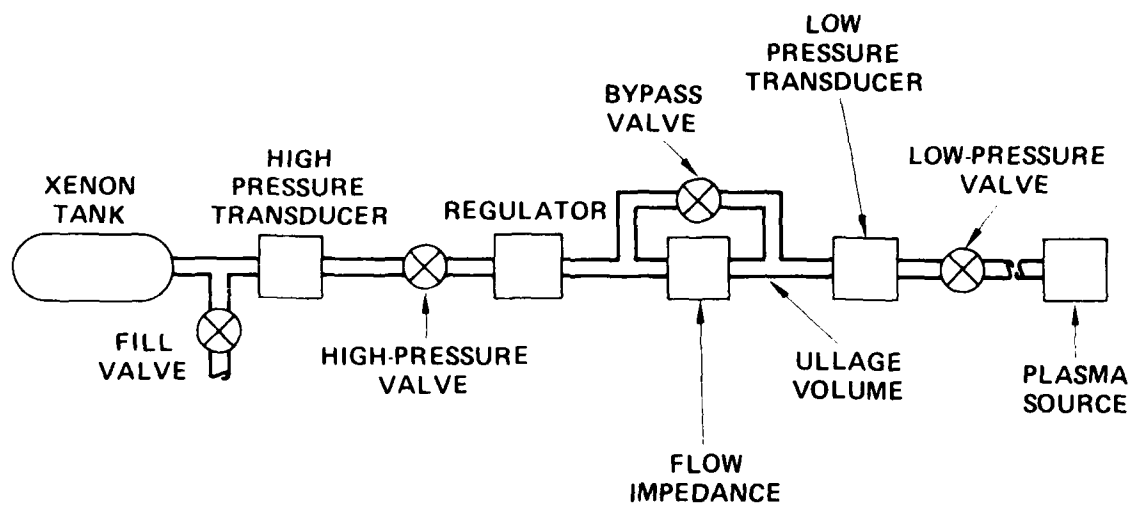 XENON
TANK
HIGH
PRESSURE
TRANSDUCER
REGULATOR
BYPASS
VALVE
LOW
PRESSURE
TRANSDUCER
LOW-PRESSURE
VALVE
FILL
VALVE
HIGH-PRESSURE
VALVE
FLOW
IMPEDANCE
ULLAGE
VOLUME
PLASMA
SOURCE